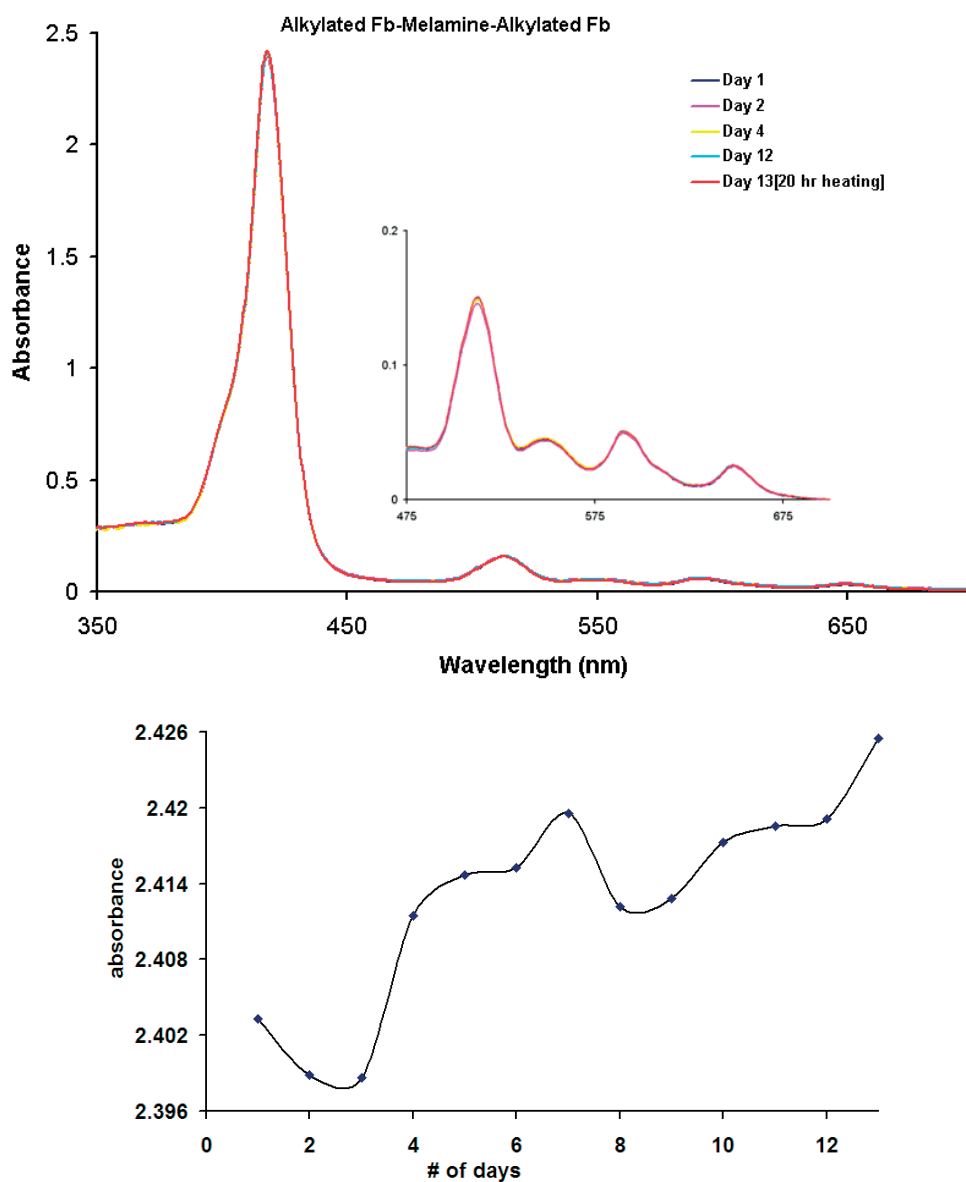 Alkylated Fb-Melamine-Alkylated Fb
2.5
2
1.5
1
0.5
0
Absorbance
Day 1
Day 2
Day 4
Day 12
Day 13[20 hr heating]
0.2
0.1
0
475
575
675
350
450
550
650
Wavelength (nm)
2.426
2.42
2.414
2.408
2.402
2.396
absorbance
0
2
4
6
8
10
12
# of days